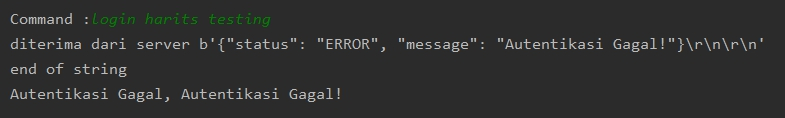 Command :login harits testing
diterima dari server b'{"status": "ERROR", "message": "Autentikasi Gagal!"}\r\n\r\n'
end of string
Autentikasi Gagal, Autentikasi Gagal!